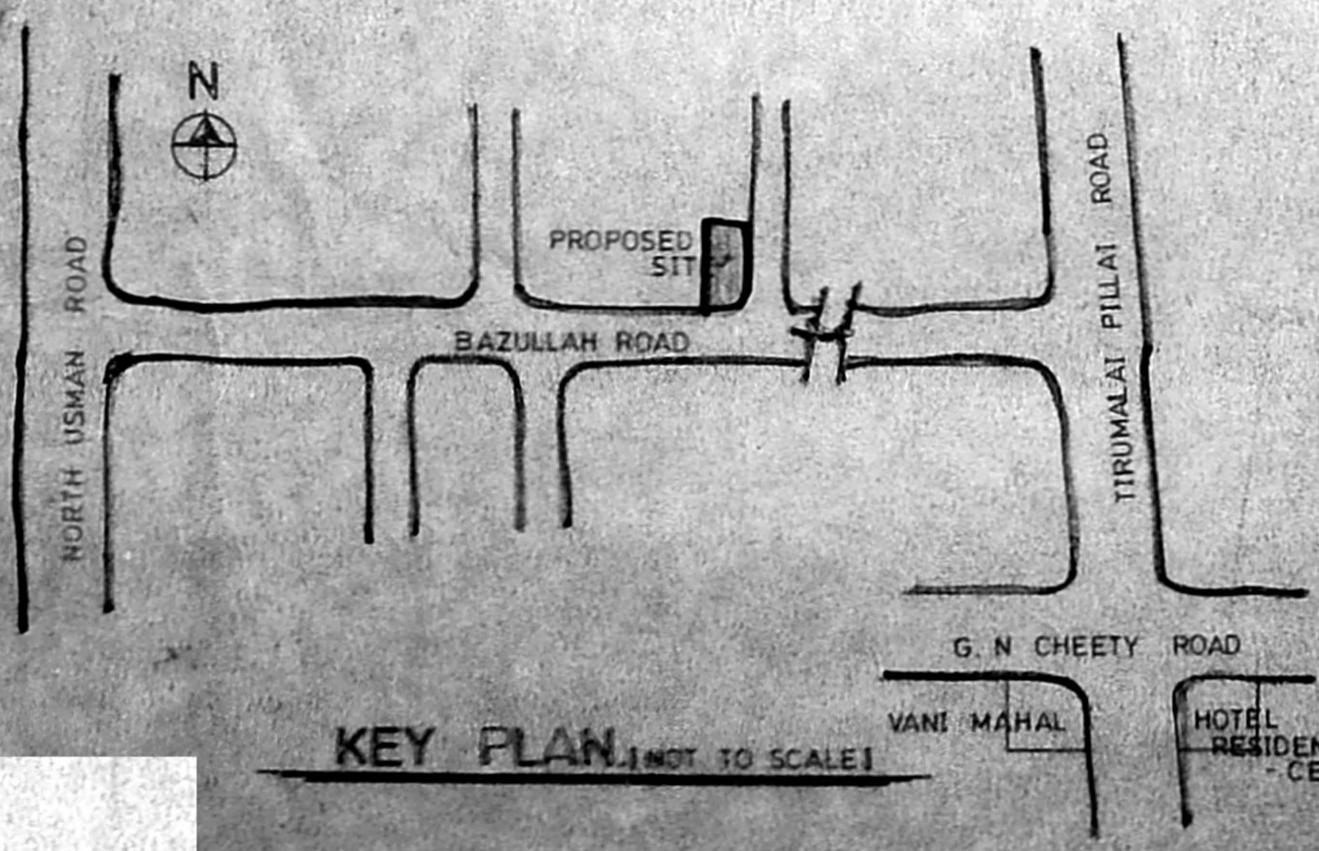 N
PROPOSED
SIT
BAZULLAH ROAD
NORTH USMAN ROAD
TIRUMALAI PILLAI ROAD
G. N CHEETY ROAD
VANI MAHAL
HOTEL
RESIDEN
- CE
KEY PLAN [NOT TO SCALE]